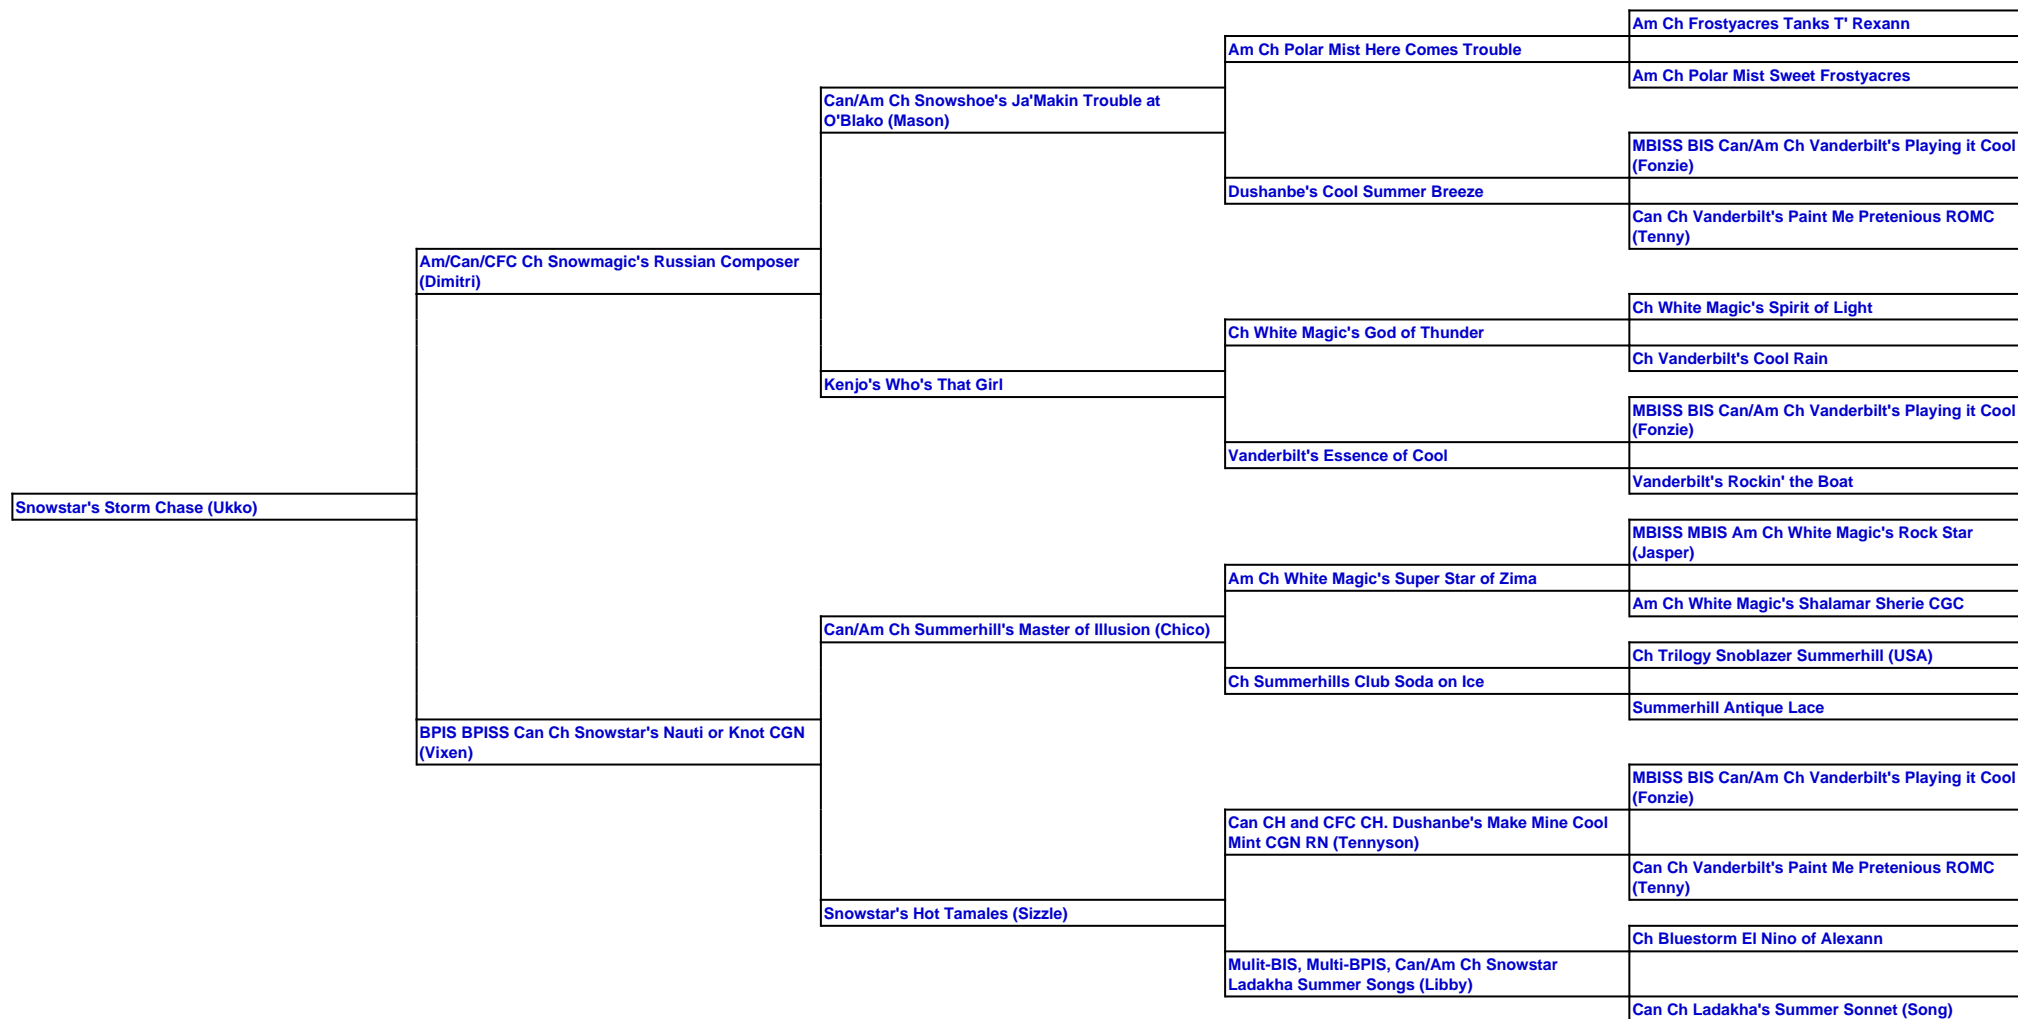 Am Ch Frostyacres Tanks T' Rexann
Am Ch Polar Mist Here Comes Trouble
Am Ch Polar Mist Sweet Frostyacres
Can/Am Ch Snowshoe's Ja'Makin Trouble at
O'Blako (Mason)
MBISS BIS Can/Am Ch Vanderbilt's Playing it Cool
(Fonzie)
Dushanbe's Cool Summer Breeze
Can Ch Vanderbilt's Paint Me Pretenious ROMC
(Tenny)
Am/Can/CFC Ch Snowmagic's Russian Composer
(Dimitri)
Ch White Magic's Spirit of Light
Ch White Magic's God of Thunder
Ch Vanderbilt's Cool Rain
Kenjo's Who's That Girl
MBISS BIS Can/Am Ch Vanderbilt's Playing it Cool
(Fonzie)
Vanderbilt's Essence of Cool
Vanderbilt's Rockin' the Boat
Snowstar's Storm Chase (Ukko)
MBISS MBIS Am Ch White Magic's Rock Star
(Jasper)
Am Ch White Magic's Super Star of Zima
Am Ch White Magic's Shalamar Sherie CGC
Can/Am Ch Summerhill's Master of Illusion (Chico)
Ch Trilogy Snoblazer Summerhill (USA)
Ch Summerhills Club Soda on Ice
Summerhill Antique Lace
BPIS BPISS Can Ch Snowstar's Nauti or Knot CGN
(Vixen)
MBISS BIS Can/Am Ch Vanderbilt's Playing it Cool
(Fonzie)
Can CH and CFC CH. Dushanbe's Make Mine Cool
Mint CGN RN (Tennyson)
Can Ch Vanderbilt's Paint Me Pretenious ROMC
(Tenny)
Snowstar's Hot Tamales (Sizzle)
Ch Bluestorm El Nino of Alexann
Mulit-BIS, Multi-BPIS, Can/Am Ch Snowstar
Ladakha Summer Songs (Libby)
Can Ch Ladakha's Summer Sonnet (Song)